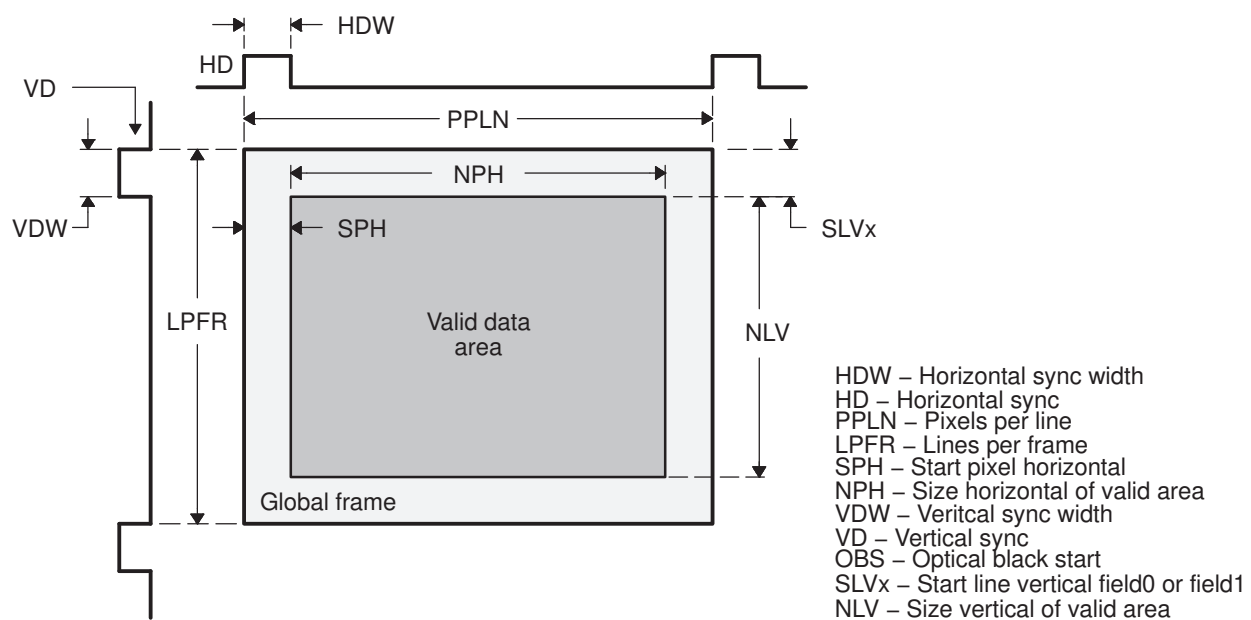 HDW
HD
VD
PPLN
NPH
VDW
SPH
SLVx
LPFR
Valid data
area
NLV
Global frame
HDW – Horizontal sync width
HD – Horizontal sync
PPLN – Pixels per line
LPFR – Lines per frame
SPH – Start pixel horizontal
NPH – Size horizontal of valid area
VDW – Veritcal sync width
VD – Vertical sync
OBS – Optical black start
SLVx – Start line vertical field0 or field1
NLV – Size vertical of valid area